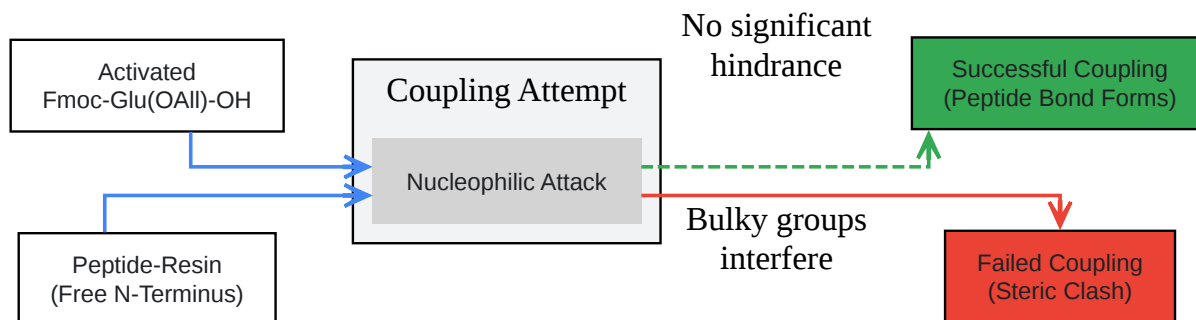 Activated
Fmoc-Glu(OAll)-OH
Peptide-Resin
(Free N-Terminus)
Coupling Attempt
Nucleophilic Attack
No significant
hindrance
Bulky groups
interfere
Successful Coupling
(Peptide Bond Forms)
Failed Coupling
(Steric Clash)